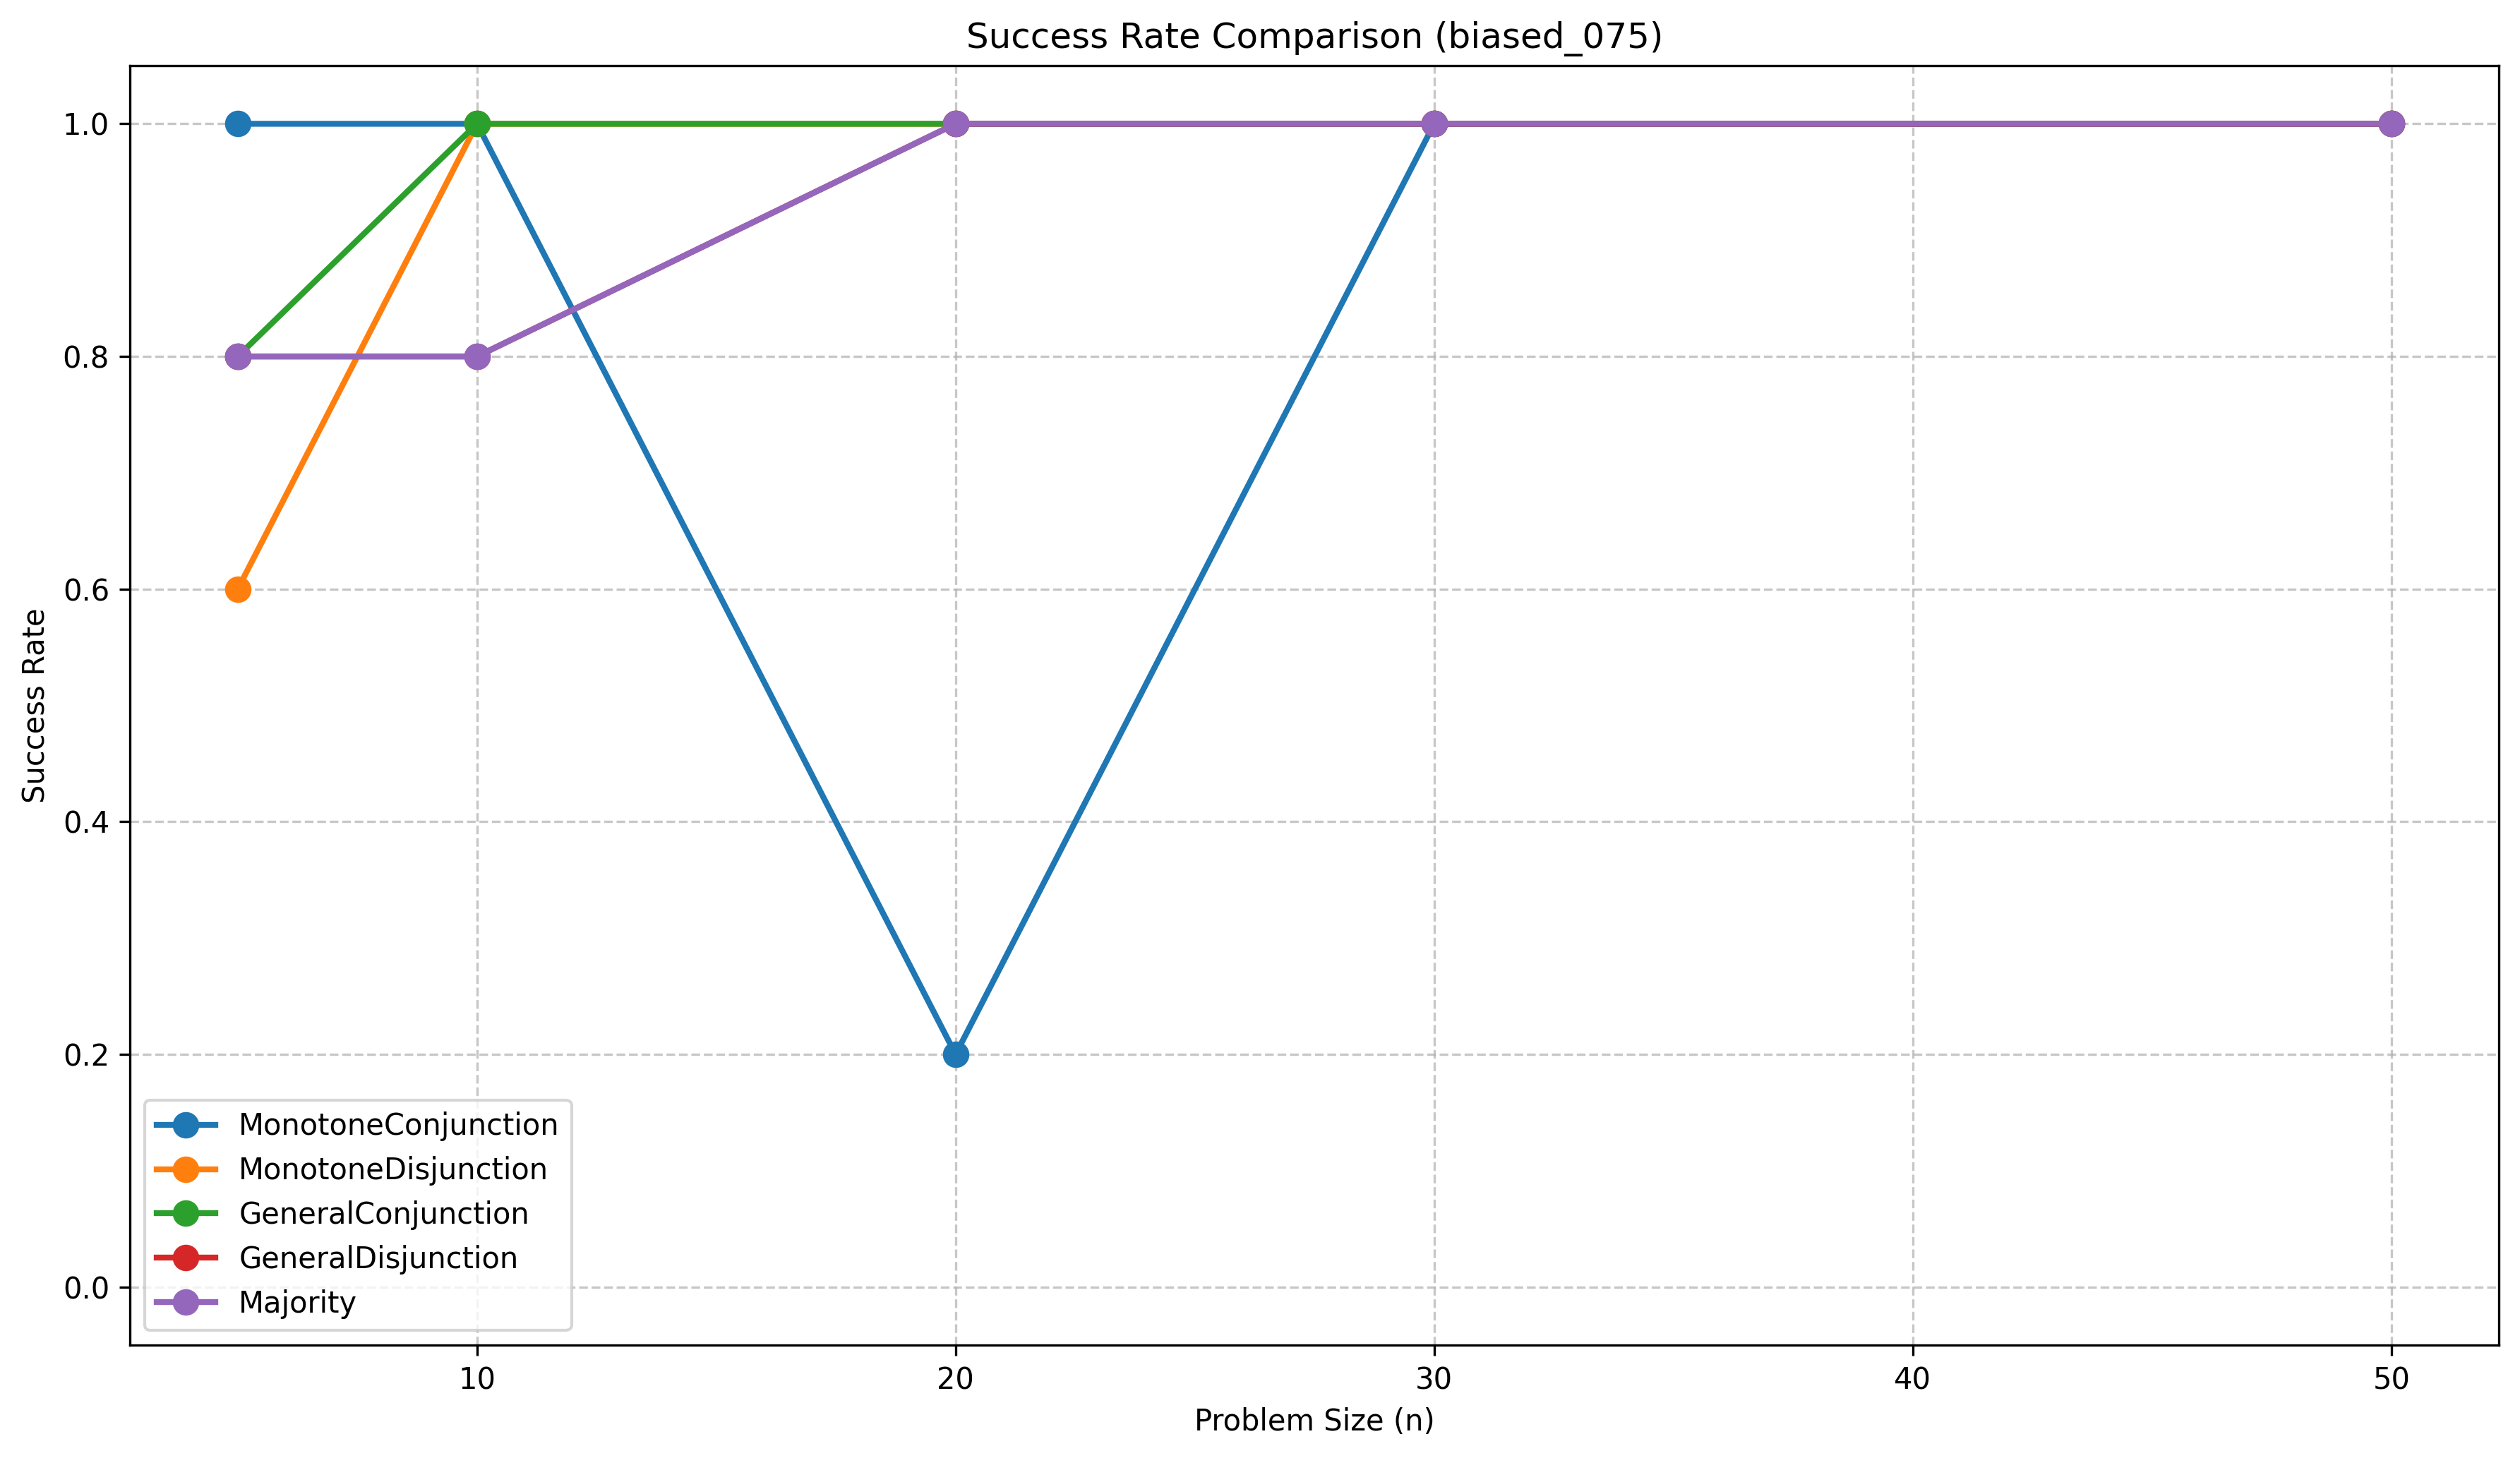 Success Rate Comparison (biased_075)
Success Rate
1.0
0.8
0.6
0.4
0.2
0.0
MonotoneConjunction
MonotoneDisjunction
GeneralConjunction
GeneralDisjunction
Majority
10 20 30 40 50
Problem Size (n)